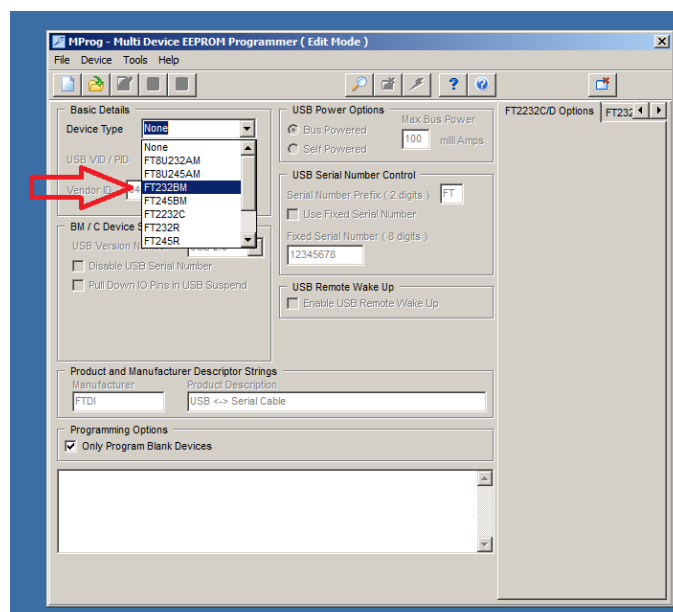 MProg - Multi Device EEPROM Programmer ( Edit Mode )
File Device Tools Help
Basic Details
Device Type None
None
FT8U232AM
FT8U245AM
FT232BM
FT245BM
FT2232C
FT232R
FT245R
USB VID / PID
Vendor ID
BM / C Device S
USB Version N
Disable USB Serial Number
Pull Down IO Pins in USB Suspend
USB Power Options
Bus Powered
Self Powered
Max Bus Power
100 milli Amps
USB Serial Number Control
Serial Number Prefix ( 2 digits ) FT
Use Fixed Serial Number
Fixed Serial Number ( 8 digits )
12345678
USB Remote Wake Up
Enable USB Remote Wake Up
FT2232C/D Options FT232
Product and Manufacturer Descriptor Strings
Manufacturer Product Description
FTDI USB <-> Serial Cable
Programming Options
Only Program Blank Devices